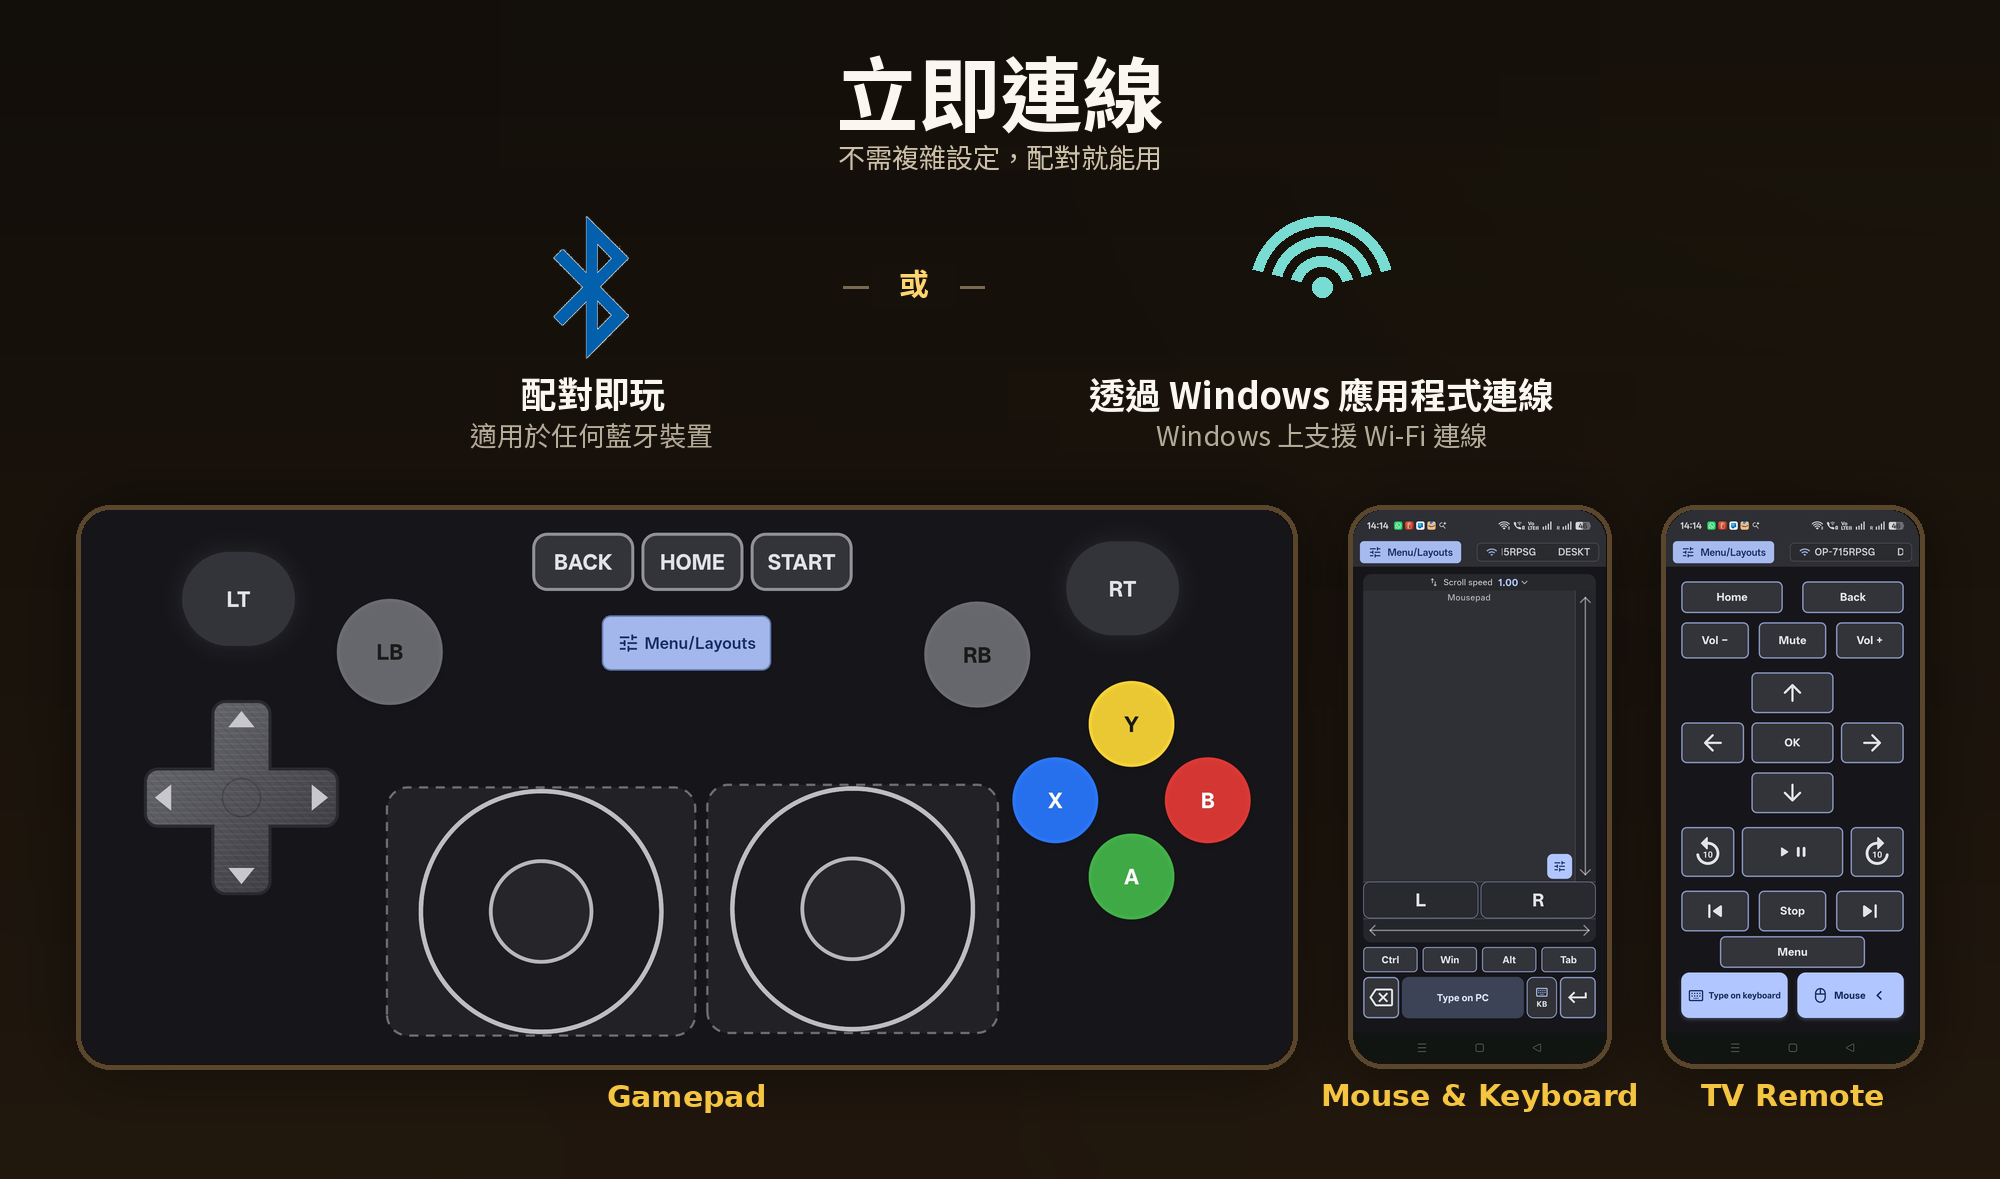 立即連線
不需複雜設定，配對就能用
或
配對即玩
適用於任何藍牙裝置
透過 Windows 應用程式連線
Windows 上支援 Wi-Fi 連線
LT
LB
BACK
HOME
START
Menu/Layouts
RT
RB
Y
X
B
A
Gamepad
14:14
Menu/Layouts
I5RPSG
DESKT
Scroll speed 1.00
Mousepad
L
R
Ctrl
Win
Alt
Tab
Type on PC
KB
Mouse & Keyboard
14:14
Menu/Layouts
OP-715RPSG
D
Home
Back
Vol −
Mute
Vol +
OK
10
10
Stop
Menu
Type on keyboard
Mouse
TV Remote